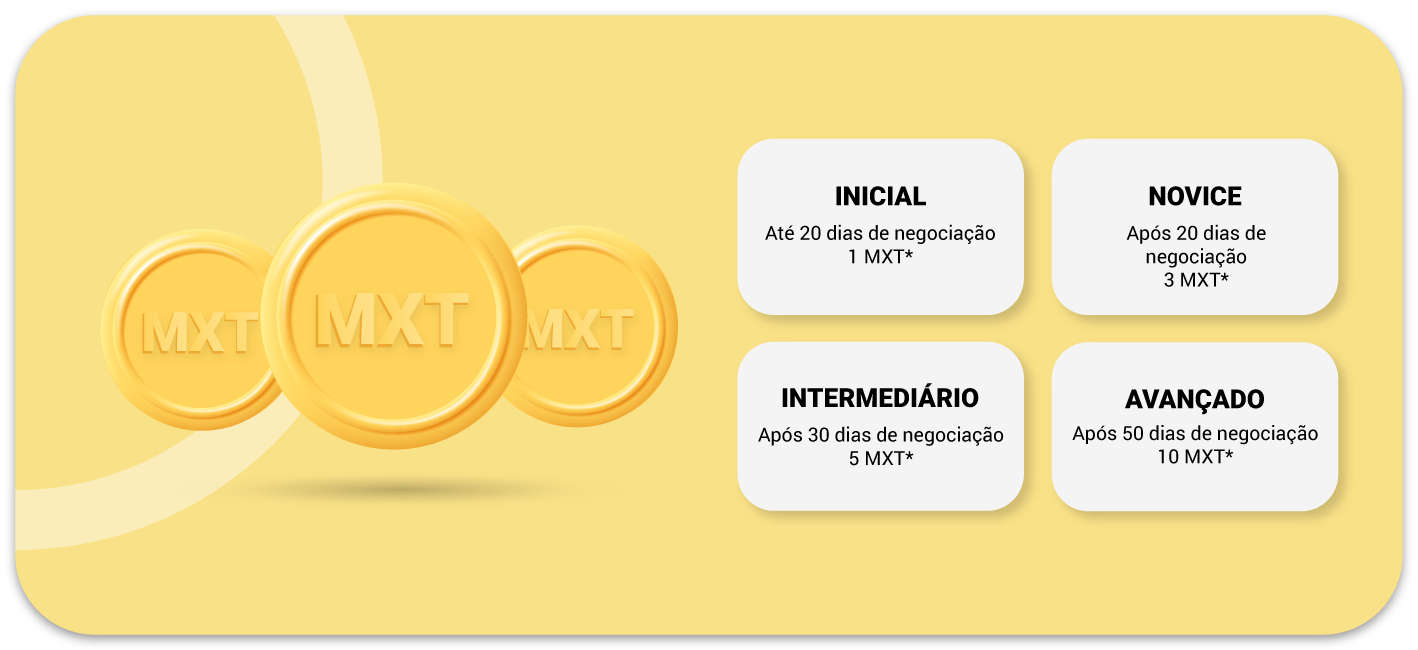 MXT
MXT
MXT
INICIAL
Até 20 dias de negociação
1 MXT*
NOVICE
Após 20 dias de
negociação
3 MXT*
INTERMEDIÁRIO
Após 30 dias de negociação
5 MXT*
AVANÇADO
Após 50 dias de negociação
10 MXT*